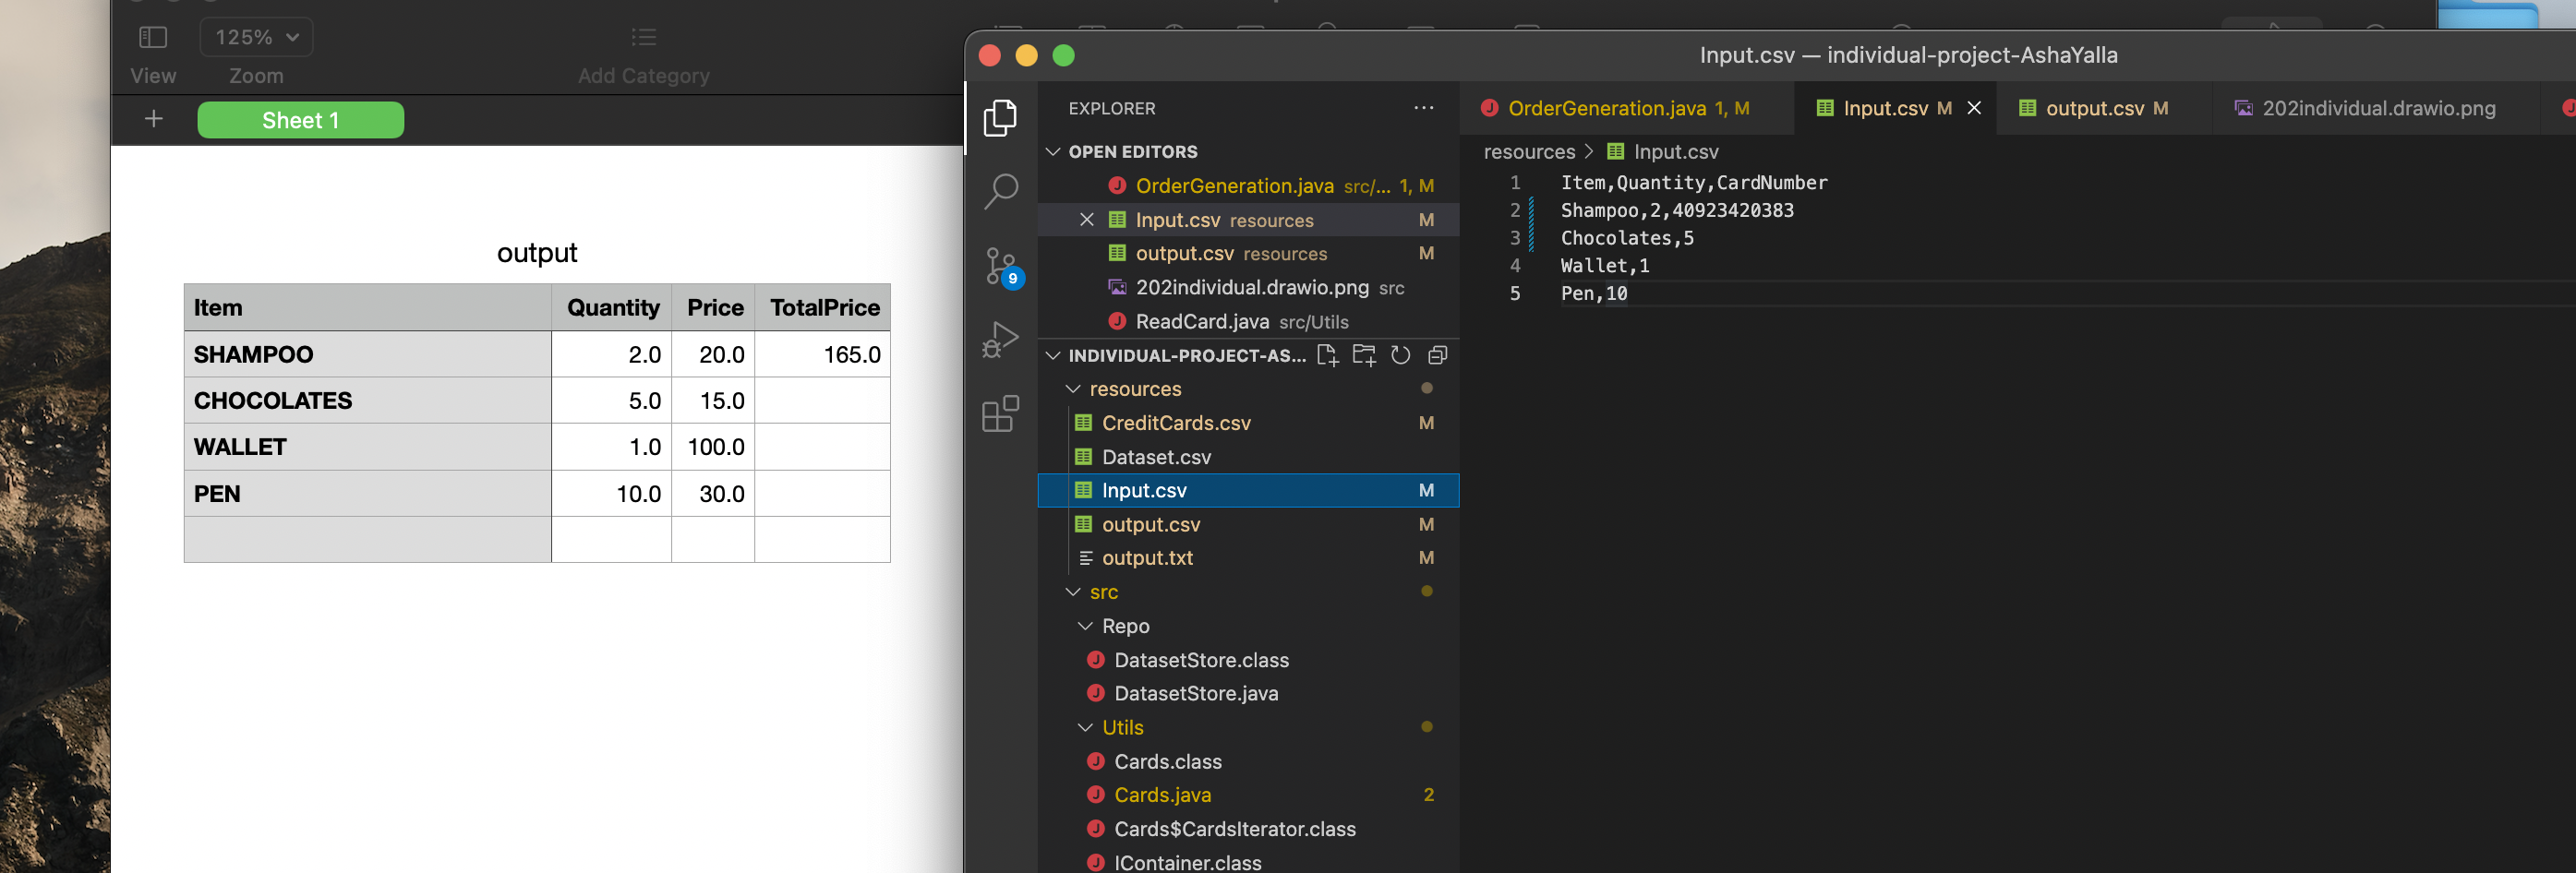 125%
View Zoom Add Category
+ Sheet 1
output
Item Quantity Price TotalPrice
SHAMPOO 2.0 20.0 165.0
CHOCOLATES 5.0 15.0
WALLET 1.0 100.0
PEN 10.0 30.0
Input.csv — individual-project-AshaYalla
EXPLORER
OPEN EDITORS
OrderGeneration.java src/... 1, M
Input.csv resources M
output.csv resources M
202individual.drawio.png src
ReadCard.java src/Utils
9
INDIVIDUAL-PROJECT-AS...
resources
CreditCards.csv M
Dataset.csv
Input.csv M
output.csv M
output.txt M
src
Repo
DatasetStore.class
DatasetStore.java
Utils
Cards.class
Cards.java 2
Cards$CardsIterator.class
IContainer.class
OrderGeneration.java 1, M Input.csv M output.csv M 202individual.drawio.png
resources > Input.csv
1 Item,Quantity,CardNumber
2 Shampoo,2,40923420383
3 Chocolates,5
4 Wallet,1
5 Pen,10